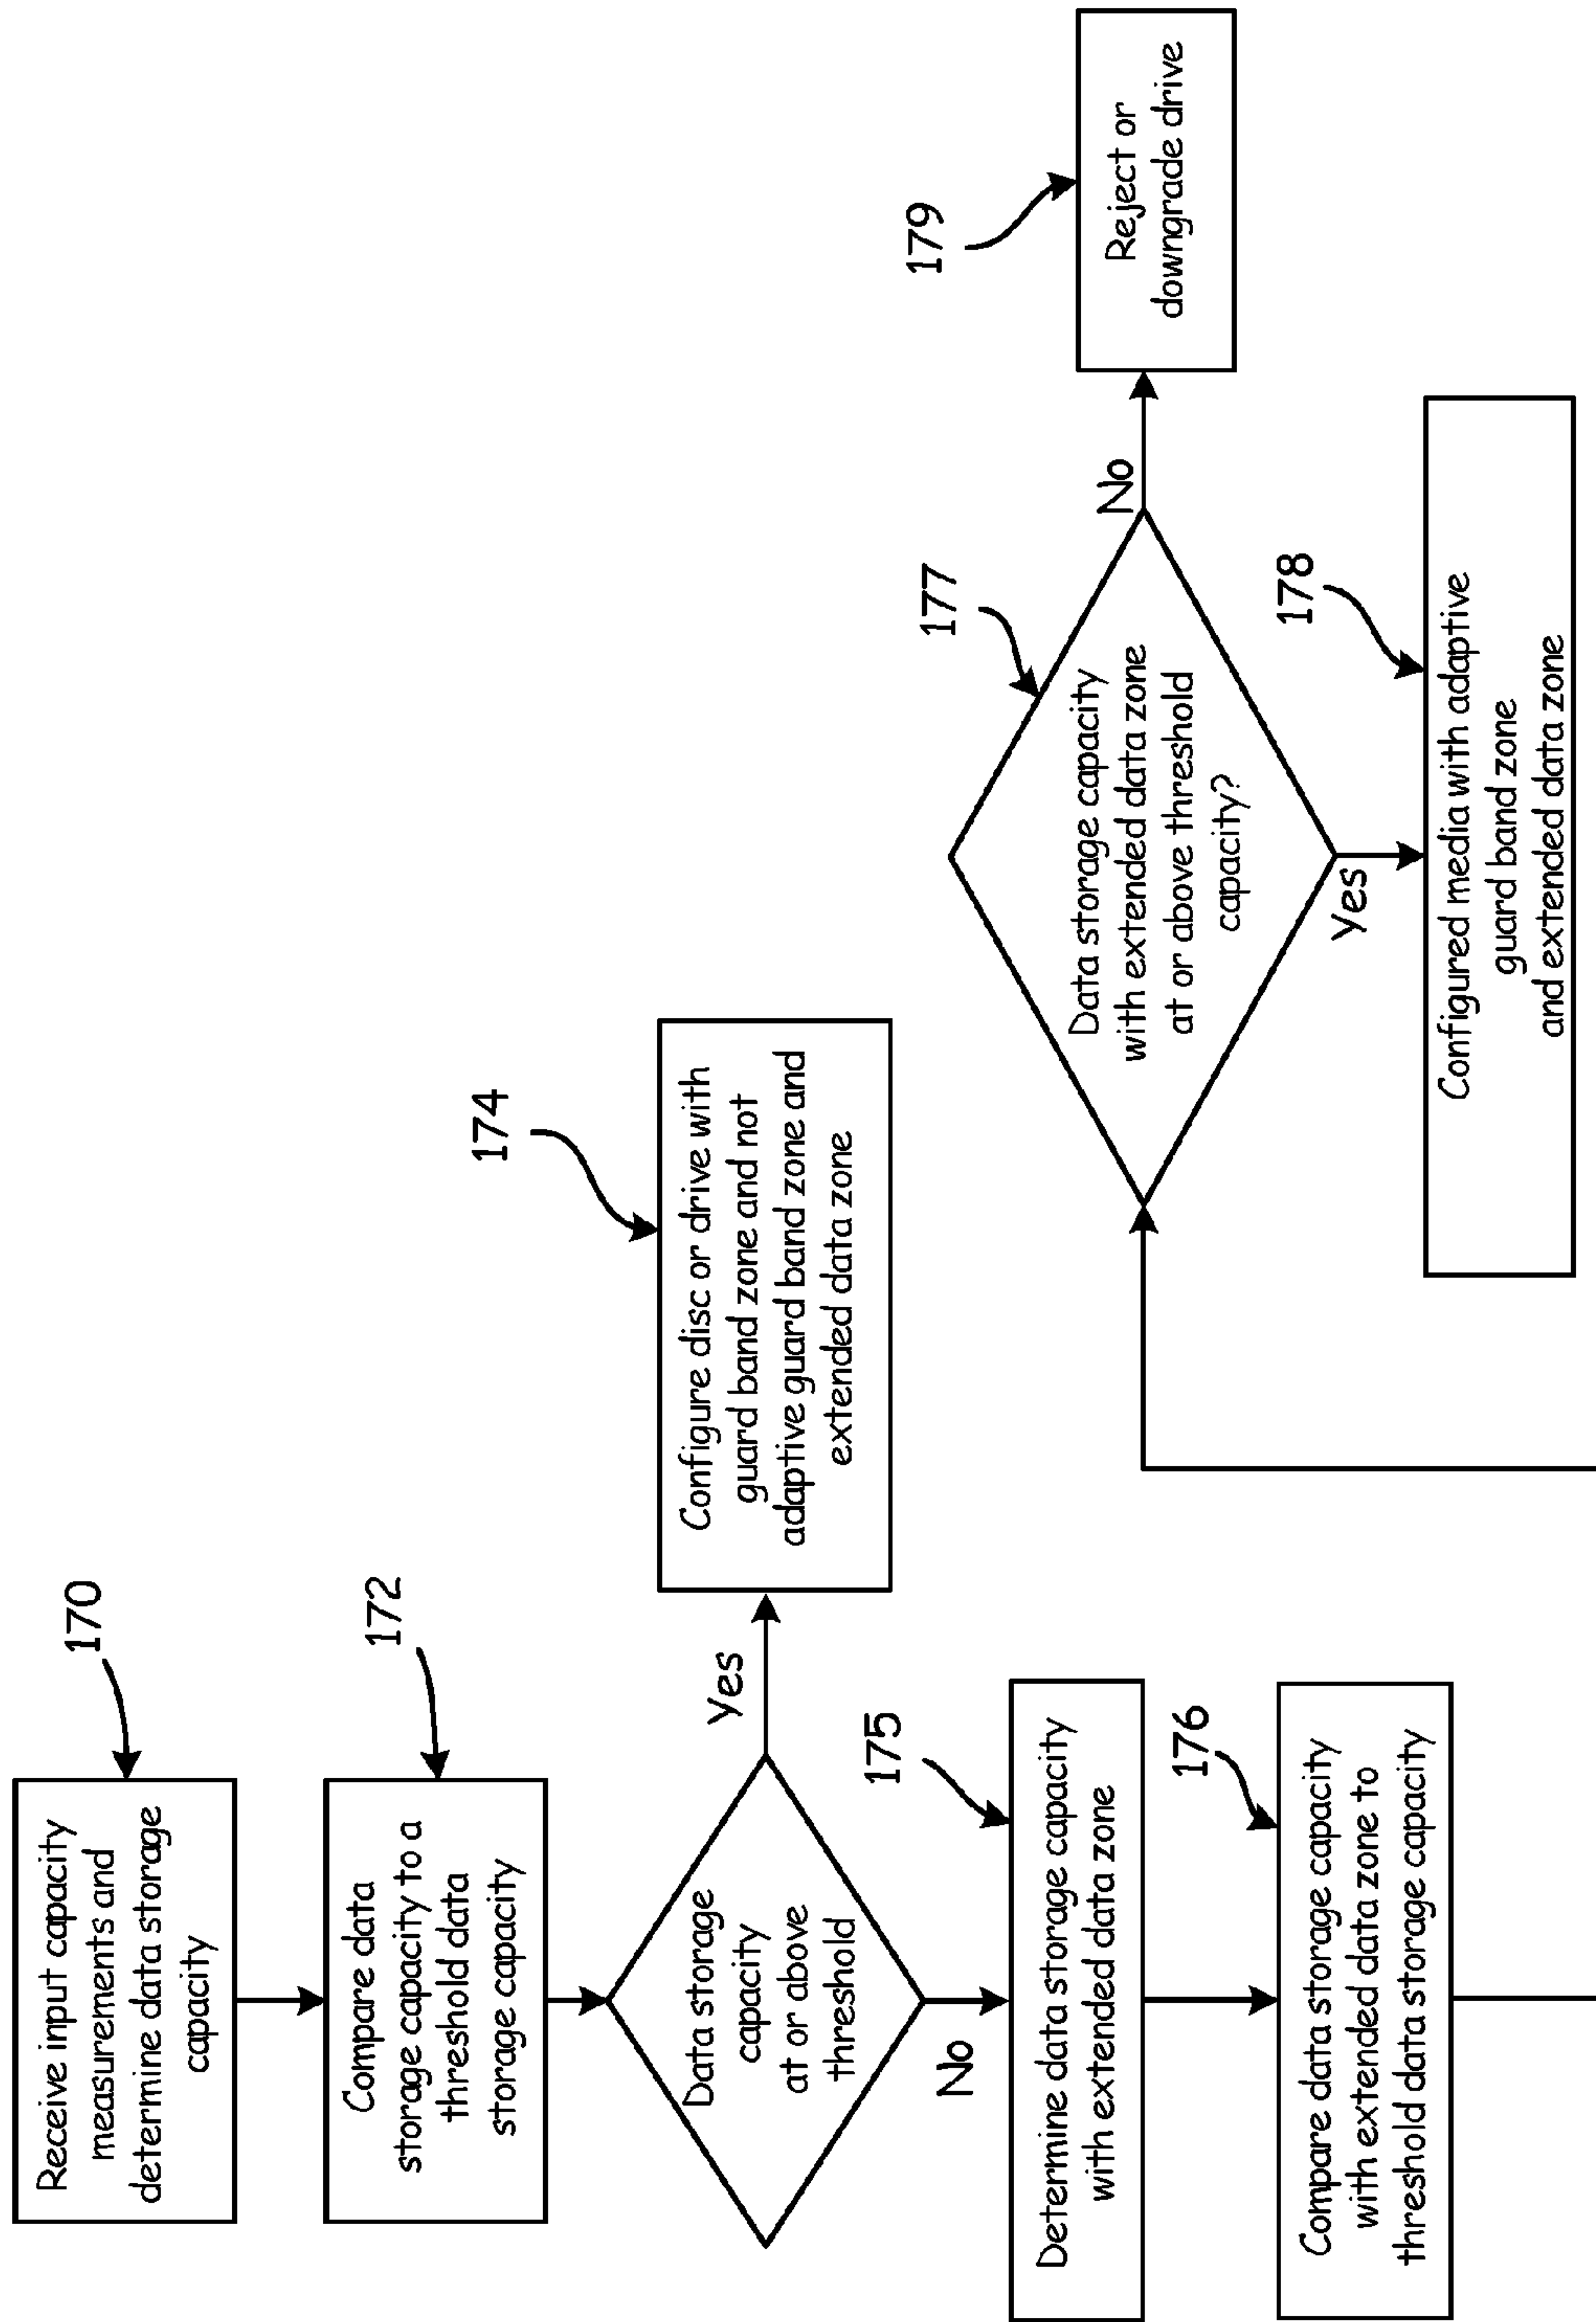 170
Receive input capacity
measurements and
determine data storage
capacity
172
Compare data
storage capacity to a
threshold data
storage capacity
Data storage
capacity
at or above
threshold
Yes
174
Configure disc or drive with
guard band zone and not
adaptive guard band zone and
extended data zone
No
175
Determine data storage capacity
with extended data zone
176
Compare data storage capacity
with extended data zone to
threshold data storage capacity
177
Data storage capacity
with extended data zone
at or above threshold
capacity?
No
179
Reject or
downgrade drive
Yes
178
Configured media with adaptive
guard band zone
and extended data zone